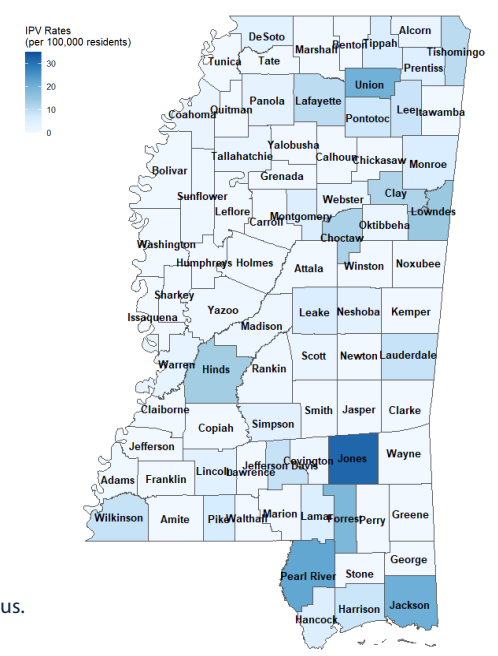 IPV Rates
(per 100,000 residents)
30
20
10
0
DeSoto
Benton
Tippah
Alcorn
Tishomingo
Marshall
Tunica
Tate
Prentiss
Union
Panola
Lafayette
Lee
Itawamba
Coahoma
Quitman
Pontotoc
Yalobusha
Tallahatchie
Calhoun
Chickasaw
Monroe
Bolivar
Grenada
Sunflower
Clay
Webster
Leflore
Montgomery
Lowndes
Carroll
Oktibbeha
Choctaw
Washington
Humphreys
Holmes
Attala
Winston
Noxubee
Sharkey
Issaquena
Yazoo
Leake
Neshoba
Kemper
Madison
Warren
Hinds
Rankin
Scott
Newton
Lauderdale
Claiborne
Smith
Jasper
Clarke
Copiah
Simpson
Jefferson
Covington
Jones
Wayne
Adams
Franklin
Lincoln
Lawrence
Jefferson Davis
Wilkinson
Amite
Pike
Walthall
Marion
Lamar
Forrest
Perry
Greene
George
Pearl River
Stone
us.
Hancock
Harrison
Jackson